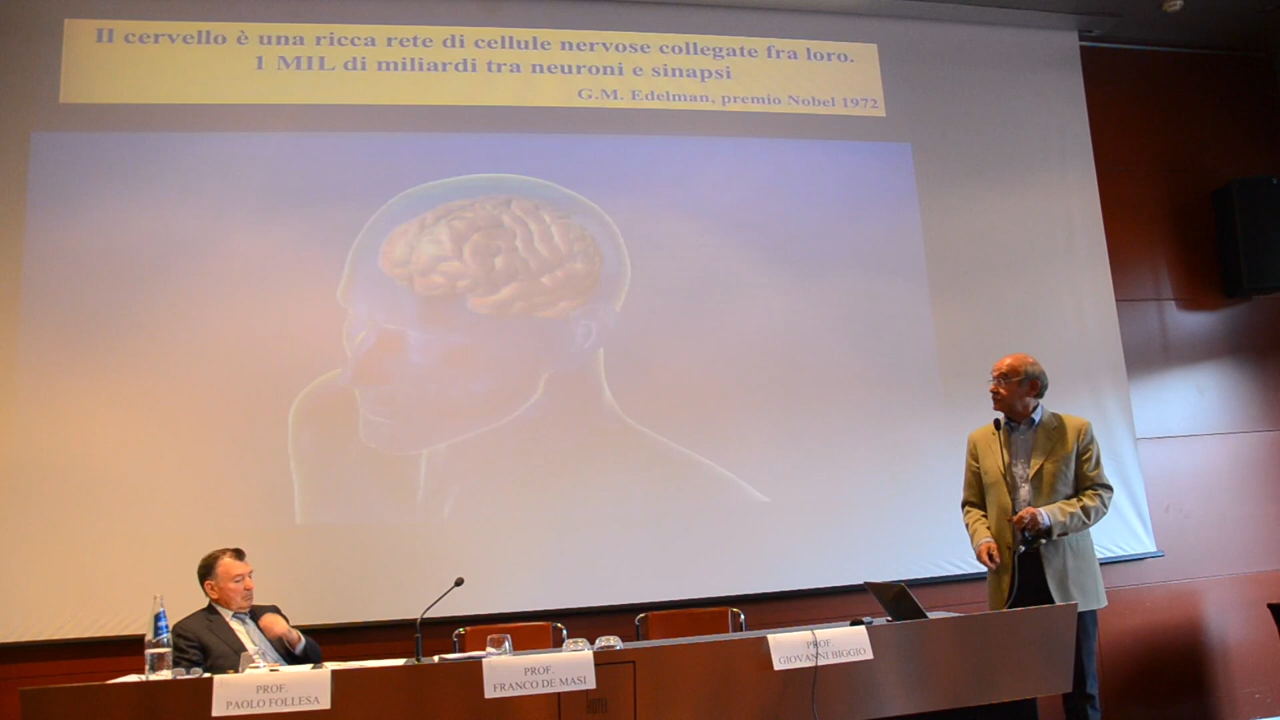 Il cervello è una ricca rete di cellule nervose collegate fra loro.
1 MIL di miliardi tra neuroni e sinapsi
G.M. Edelman, premio Nobel 1972
PROF.
PAOLO FOLLESA
PROF.
FRANCO DE MASI
PROF.
GIOVANNI BIGGIO
HOTEL